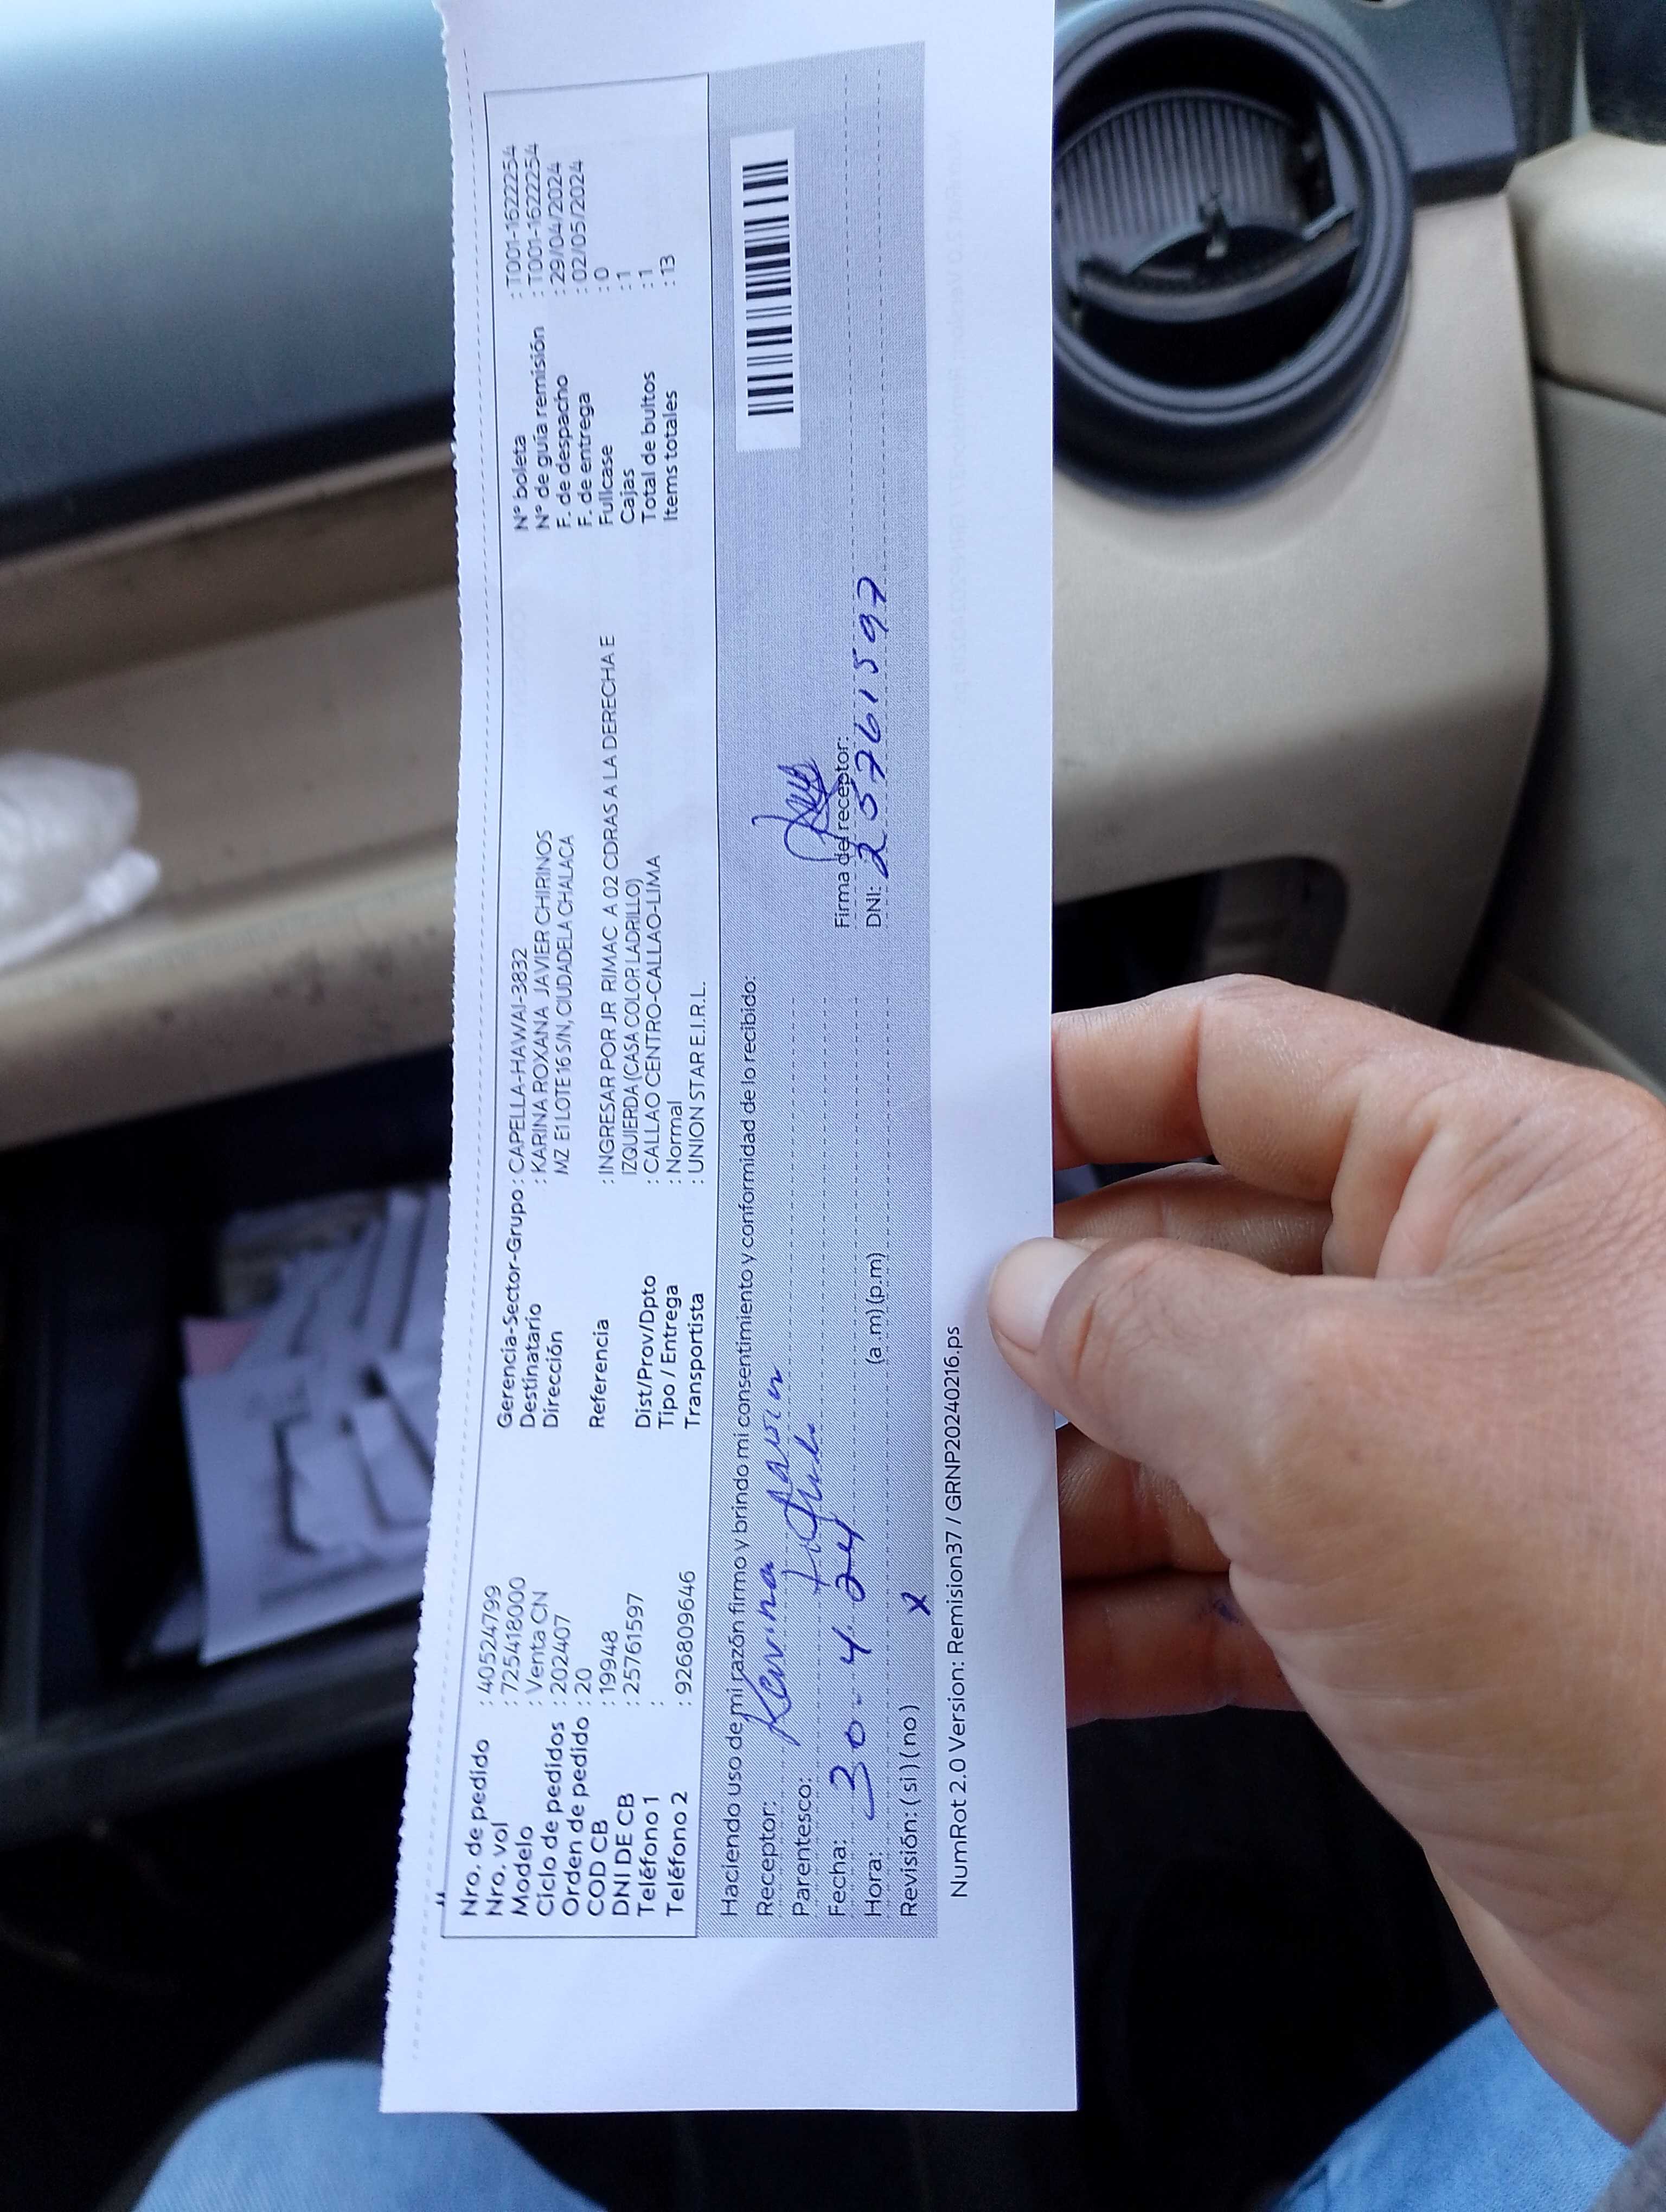 Nro. de pedido : 40524799
Nro. vol : 725418000
Modelo : Venta CN
Ciclo de pedidos : 202407
Orden de pedido : 20
COD CB : 19948
DNI DE CB : 25761597
Teléfono 1 :
Teléfono 2 : 926809646
Gerencia-Sector-Grupo : CAPELLA-HAWAI-3832
Destinatario : KARINA ROXANA JAVIER CHIRINOS
Dirección MZ E1 LOTE 16 S/N, CIUDADELA CHALACA
Referencia : INGRESAR POR JR RIMAC A 02 CDRAS A LA DERECHA E
IZQUIERDA (CASA COLOR LADRILLO)
Dist/Prov/Dpto : CALLAO CENTRO-CALLAO-LIMA
Tipo / Entrega : Normal
Transportista : UNION STAR E.I.R.L.
N° boleta : T001-1622254
N° de guía remisión : T001-1622254
F. de despacho : 29/04/2024
F. de entrega : 02/05/2024
Fullcase : 0
Cajas : 1
Total de bultos : 1
Items totales : 13
Haciendo uso de mi razón firmo y brindo mi consentimiento y conformidad de lo recibido:
Receptor: Karina Javier
Parentesco:
Fecha: 30-4-24
Hora: (a.m) (p.m)
Revisión: ( si ) ( no ) x
Firma del receptor:
DNI: 25761597
NumRot 2.0 Version: Remision37 / GRNP20240216.ps